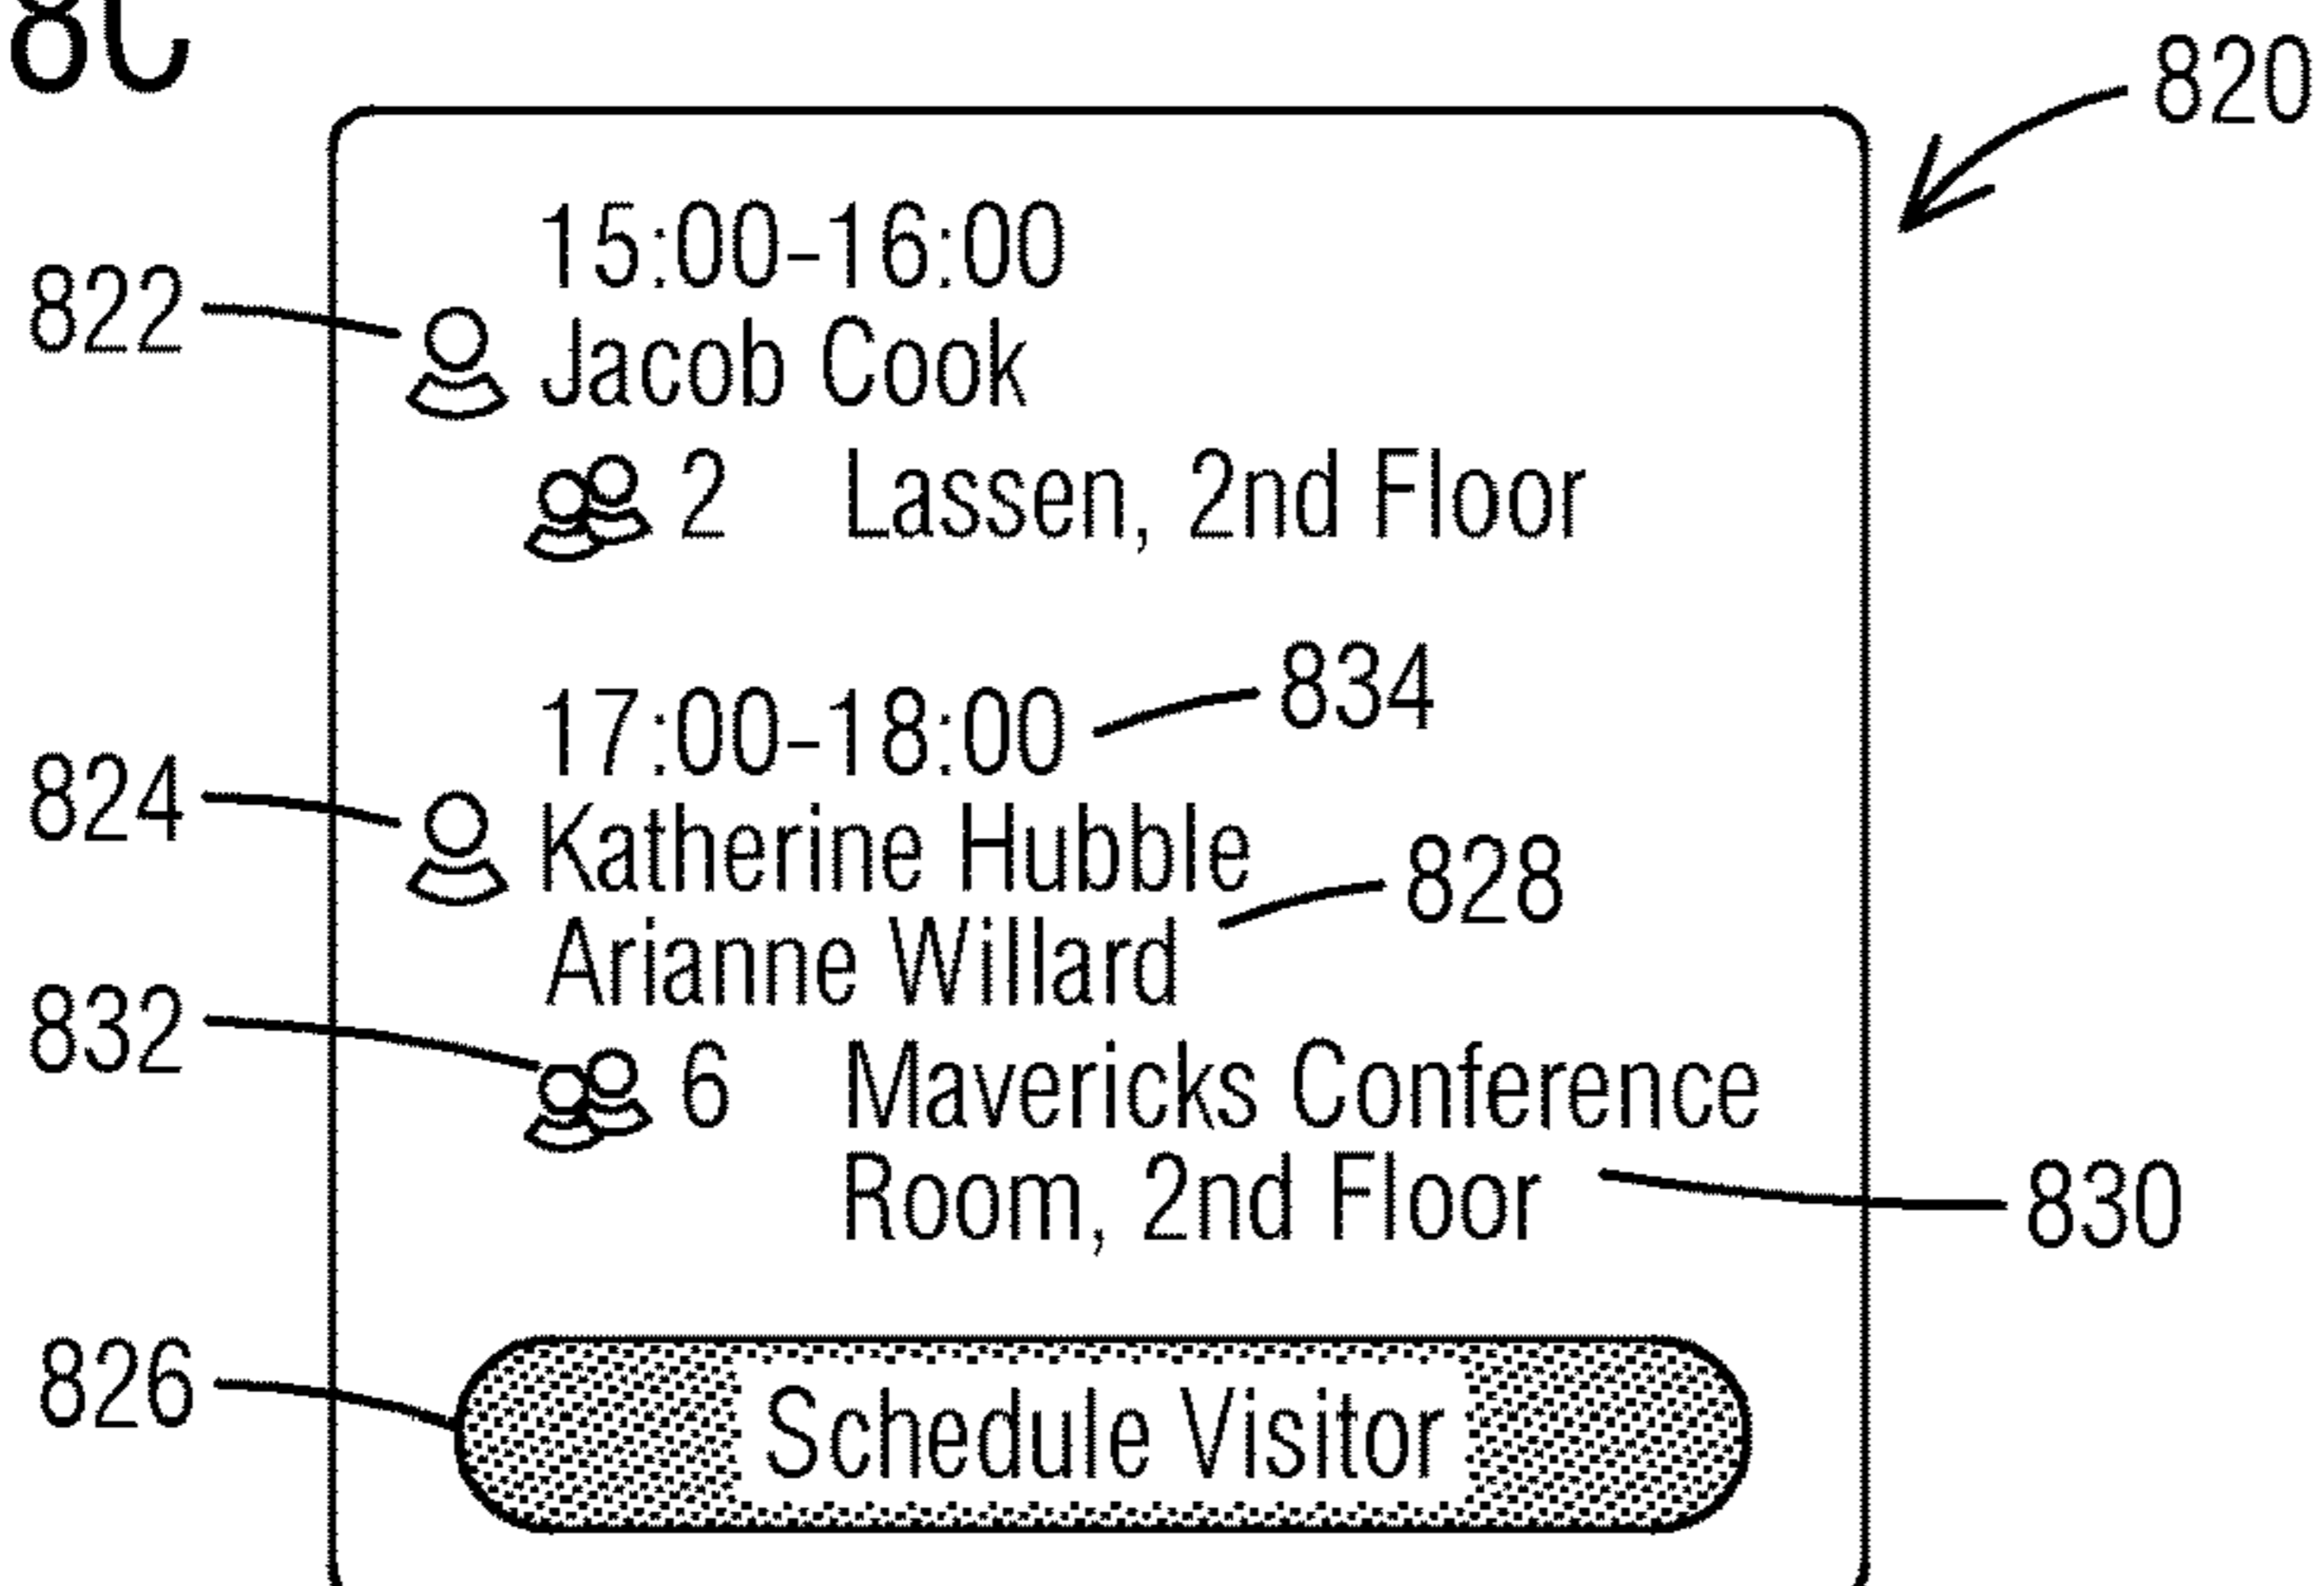 8C
820
15:00-16:00
822
Jacob Cook
2 Lassen, 2nd Floor
834
17:00-18:00
824
Katherine Hubble
828
Arianne Willard
832
6 Mavericks Conference
Room, 2nd Floor
830
826
Schedule Visitor